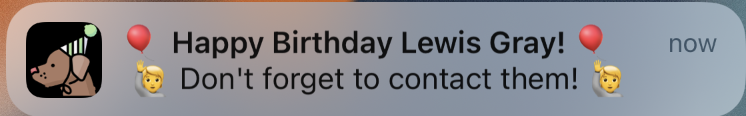 🎈 Happy Birthday Lewis Gray! 🎈
now
🙋 Don't forget to contact them! 🙋